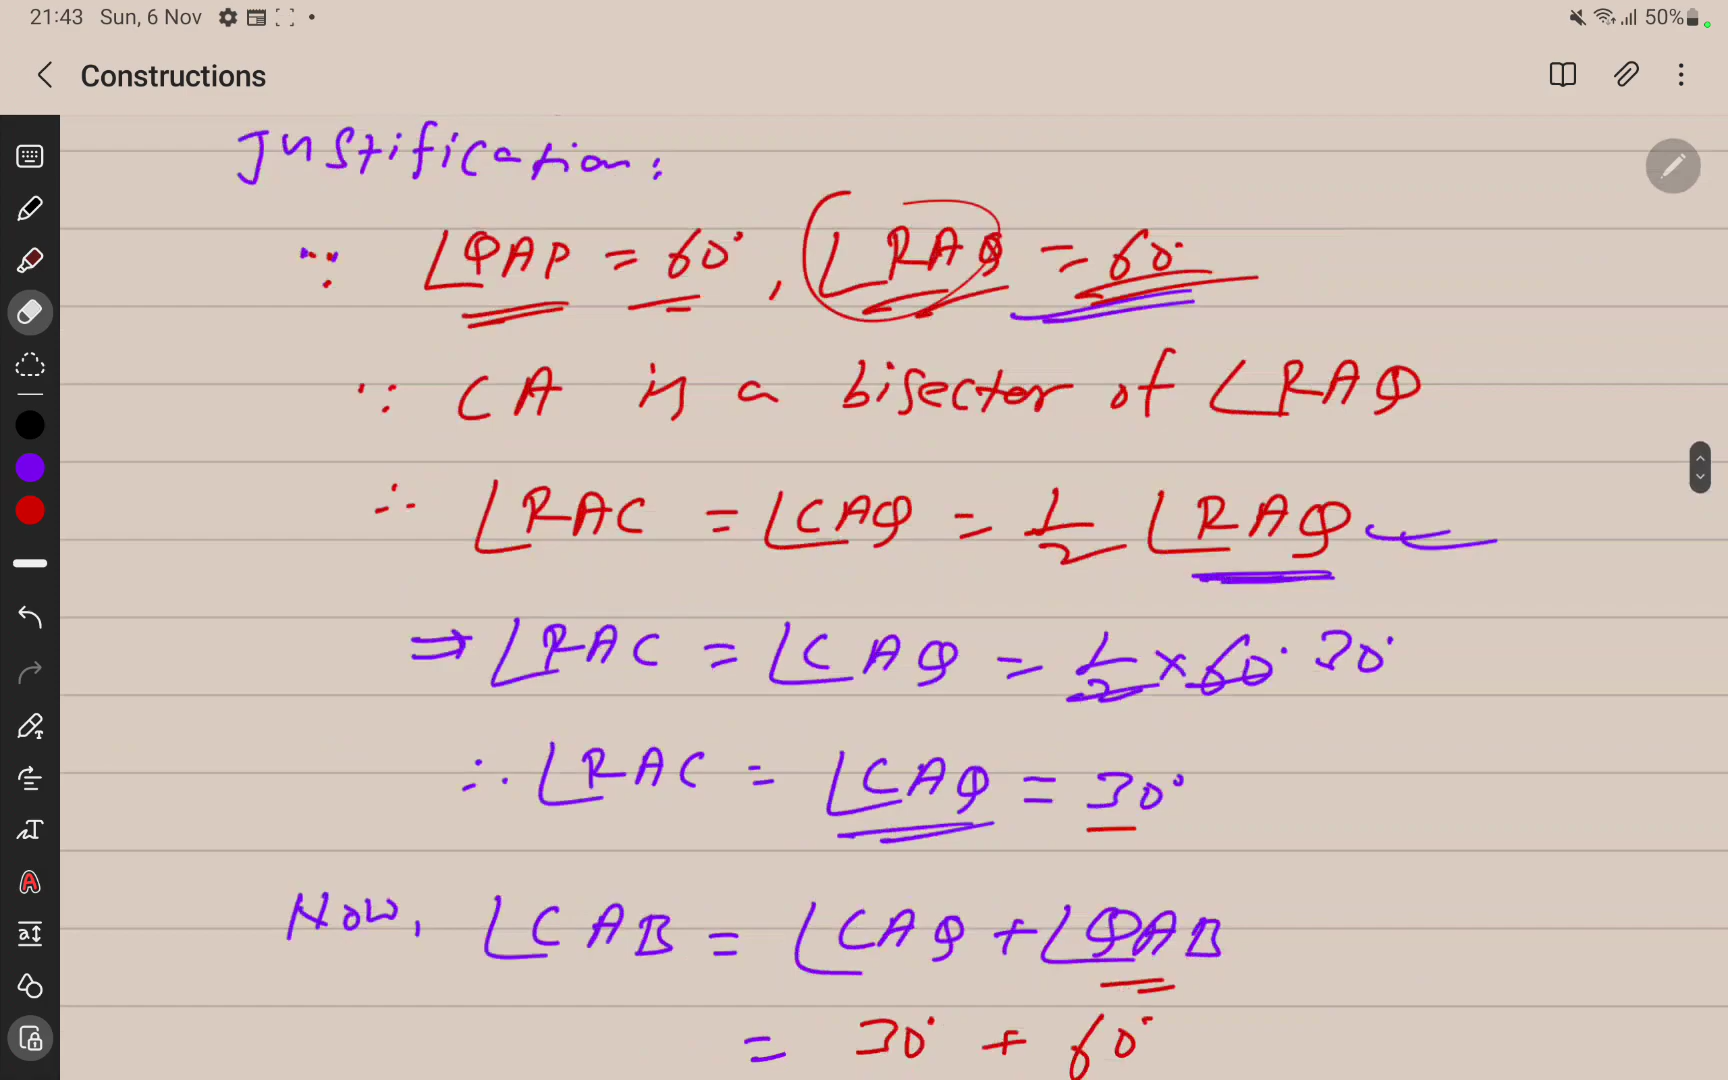 21:43 Sun, 6 Nov 50%
Constructions
Justification:
∵ ∠QAP = 60°, ∠RAQ = 60°
∵ CA is a bisector of ∠RAQ
∴ ∠RAC = ∠CAQ = 1/2 ∠RAQ
⇒ ∠RAC = ∠CAQ = 1/2 × 60° 30°
∴ ∠RAC = ∠CAQ = 30°
Now, ∠CAB = ∠CAQ + ∠QAB
= 30° + 60°